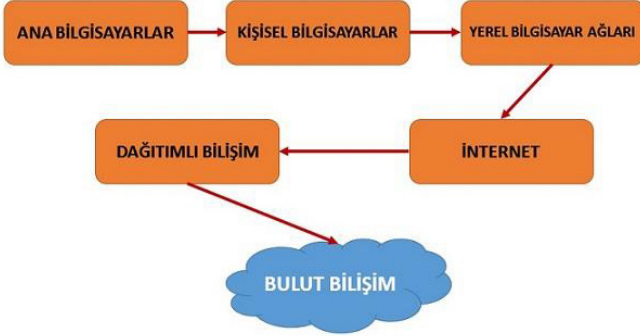 ANA BİLGİSAYARLAR
KİŞİSEL BİLGİSAYARLAR
YEREL BİLGİSAYAR AĞLARI
İNTERNET
DAĞITIMLI BİLİŞİM
BULUT BİLİŞİM